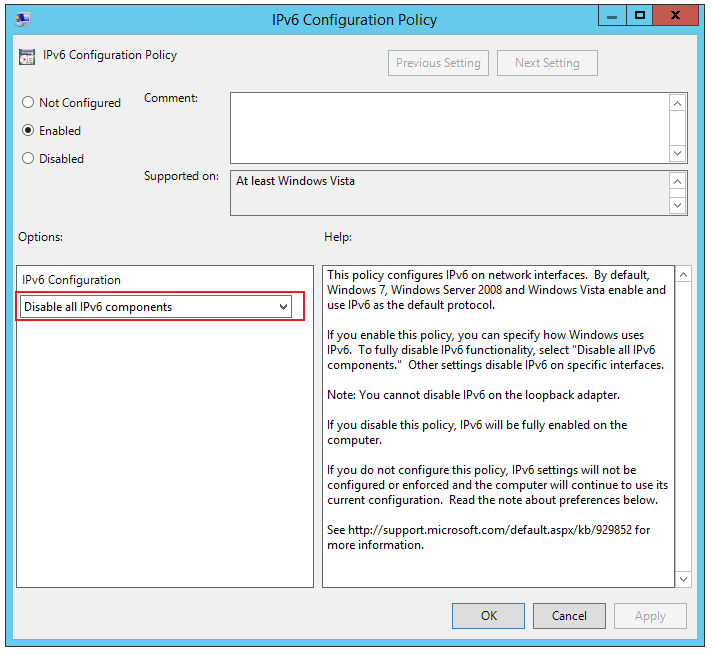 IPv6 Configuration Policy
IPv6 Configuration Policy
Previous Setting
Next Setting
Not Configured
Enabled
Disabled
Comment:
Supported on:
At least Windows Vista
Options:
Help:
IPv6 Configuration
Disable all IPv6 components
This policy configures IPv6 on network interfaces.  By default,
Windows 7, Windows Server 2008 and Windows Vista enable and
use IPv6 as the default protocol.
If you enable this policy, you can specify how Windows uses
IPv6.  To fully disable IPv6 functionality, select "Disable all IPv6
components."  Other settings disable IPv6 on specific interfaces.
Note: You cannot disable IPv6 on the loopback adapter.
If you disable this policy, IPv6 will be fully enabled on the
computer.
If you do not configure this policy, IPv6 settings will not be
configured or enforced and the computer will continue to use its
current configuration.  Read the note about preferences below.
See http://support.microsoft.com/default.aspx/kb/929852 for
more information.
OK
Cancel
Apply